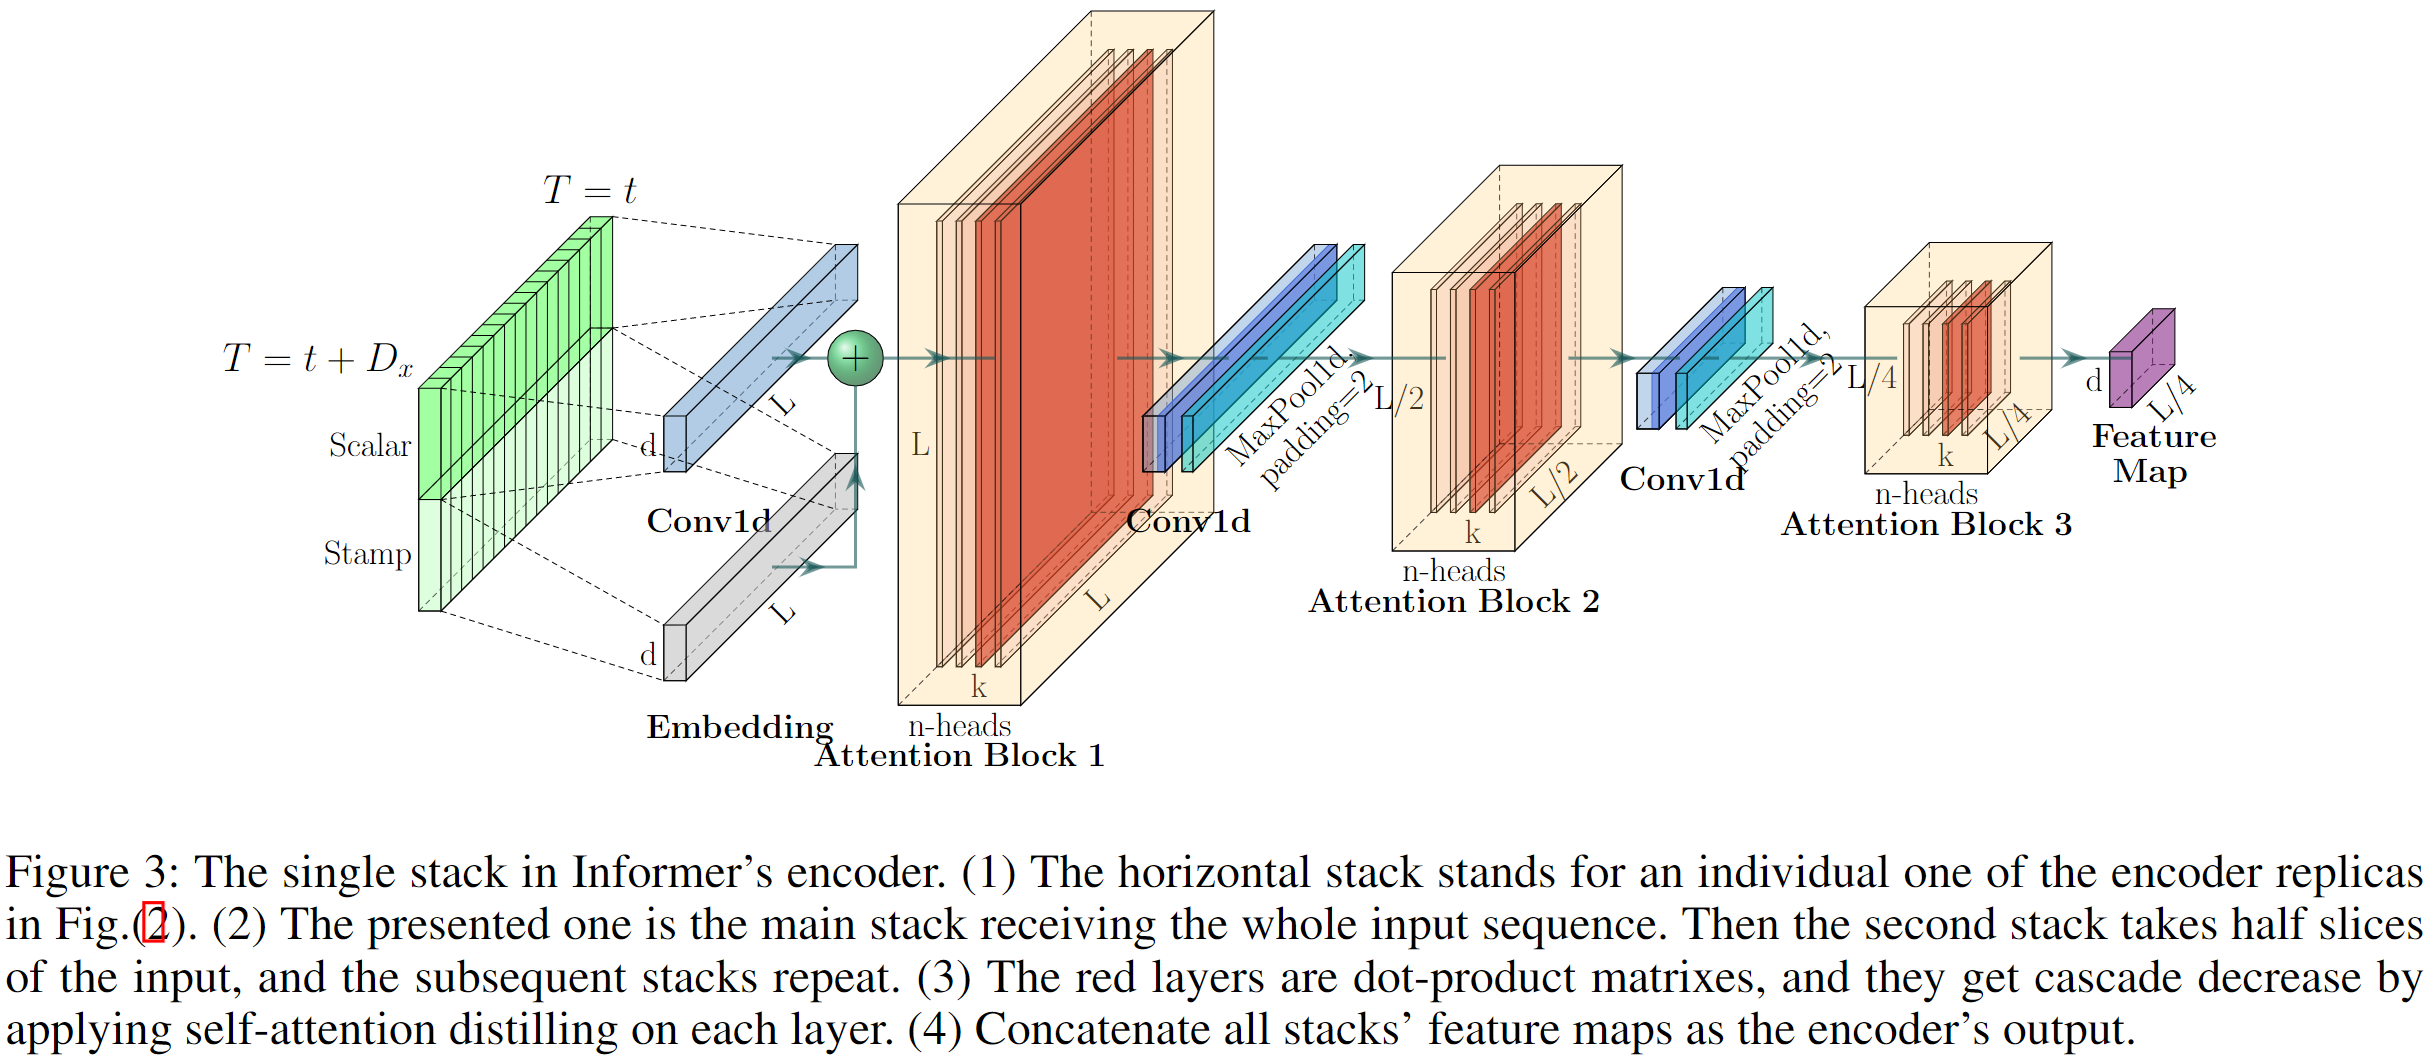 T = t
T = t + Dₓ
Scalar
Stamp
d
L
Conv1d
d
L
Embedding
+
L
k
L
n-heads
Attention Block 1
Conv1d
MaxPool1d,
padding=2
L/2
k
L/2
n-heads
Attention Block 2
Conv1d
MaxPool1d,
padding=2
L/4
k
L/4
n-heads
Attention Block 3
d
L/4
Feature
Map
Figure 3: The single stack in Informer’s encoder. (1) The horizontal stack stands for an individual one of the encoder replicas
in Fig.(2). (2) The presented one is the main stack receiving the whole input sequence. Then the second stack takes half slices
of the input, and the subsequent stacks repeat. (3) The red layers are dot-product matrixes, and they get cascade decrease by
applying self-attention distilling on each layer. (4) Concatenate all stacks’ feature maps as the encoder’s output.